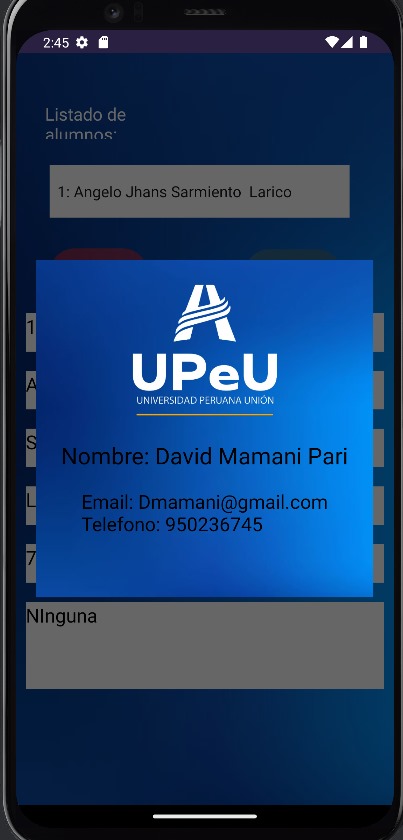 2:45
Listado de
alumnos:
1: Angelo Jhans Sarmiento Larico
UPeU
UNIVERSIDAD PERUANA UNIÓN
Nombre: David Mamani Pari
Email: Dmamani@gmail.com
Telefono: 950236745
1
A
S
L
7
NInguna